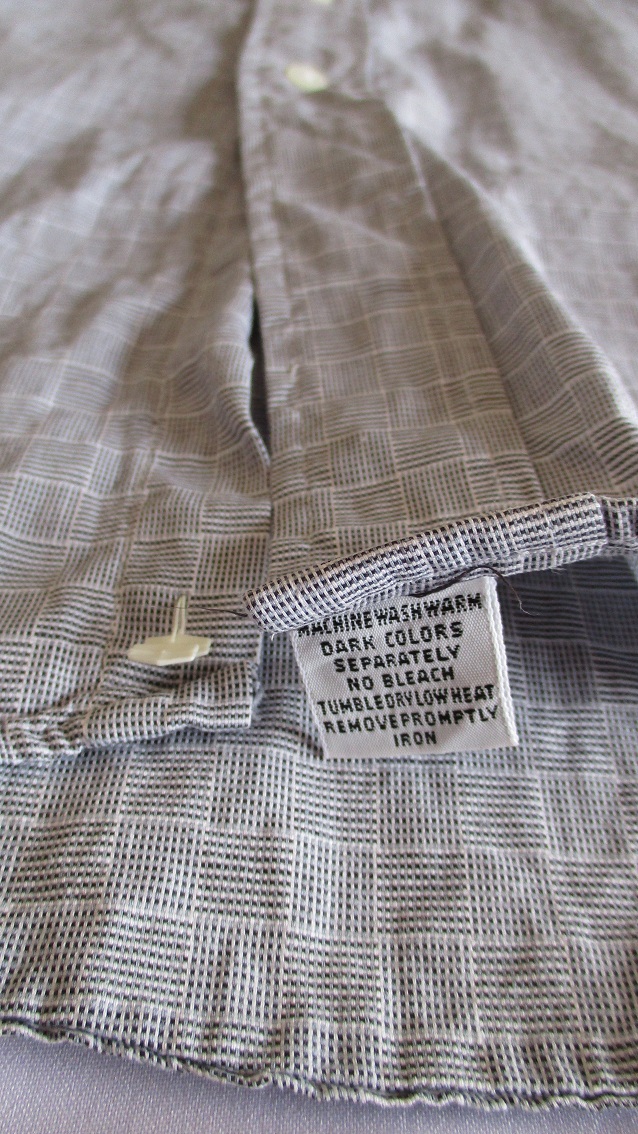 MACHINE WASH WARM
DARK COLORS
SEPARATELY
NO BLEACH
TUMBLE DRY LOW HEAT
REMOVE PROMPTLY
IRON